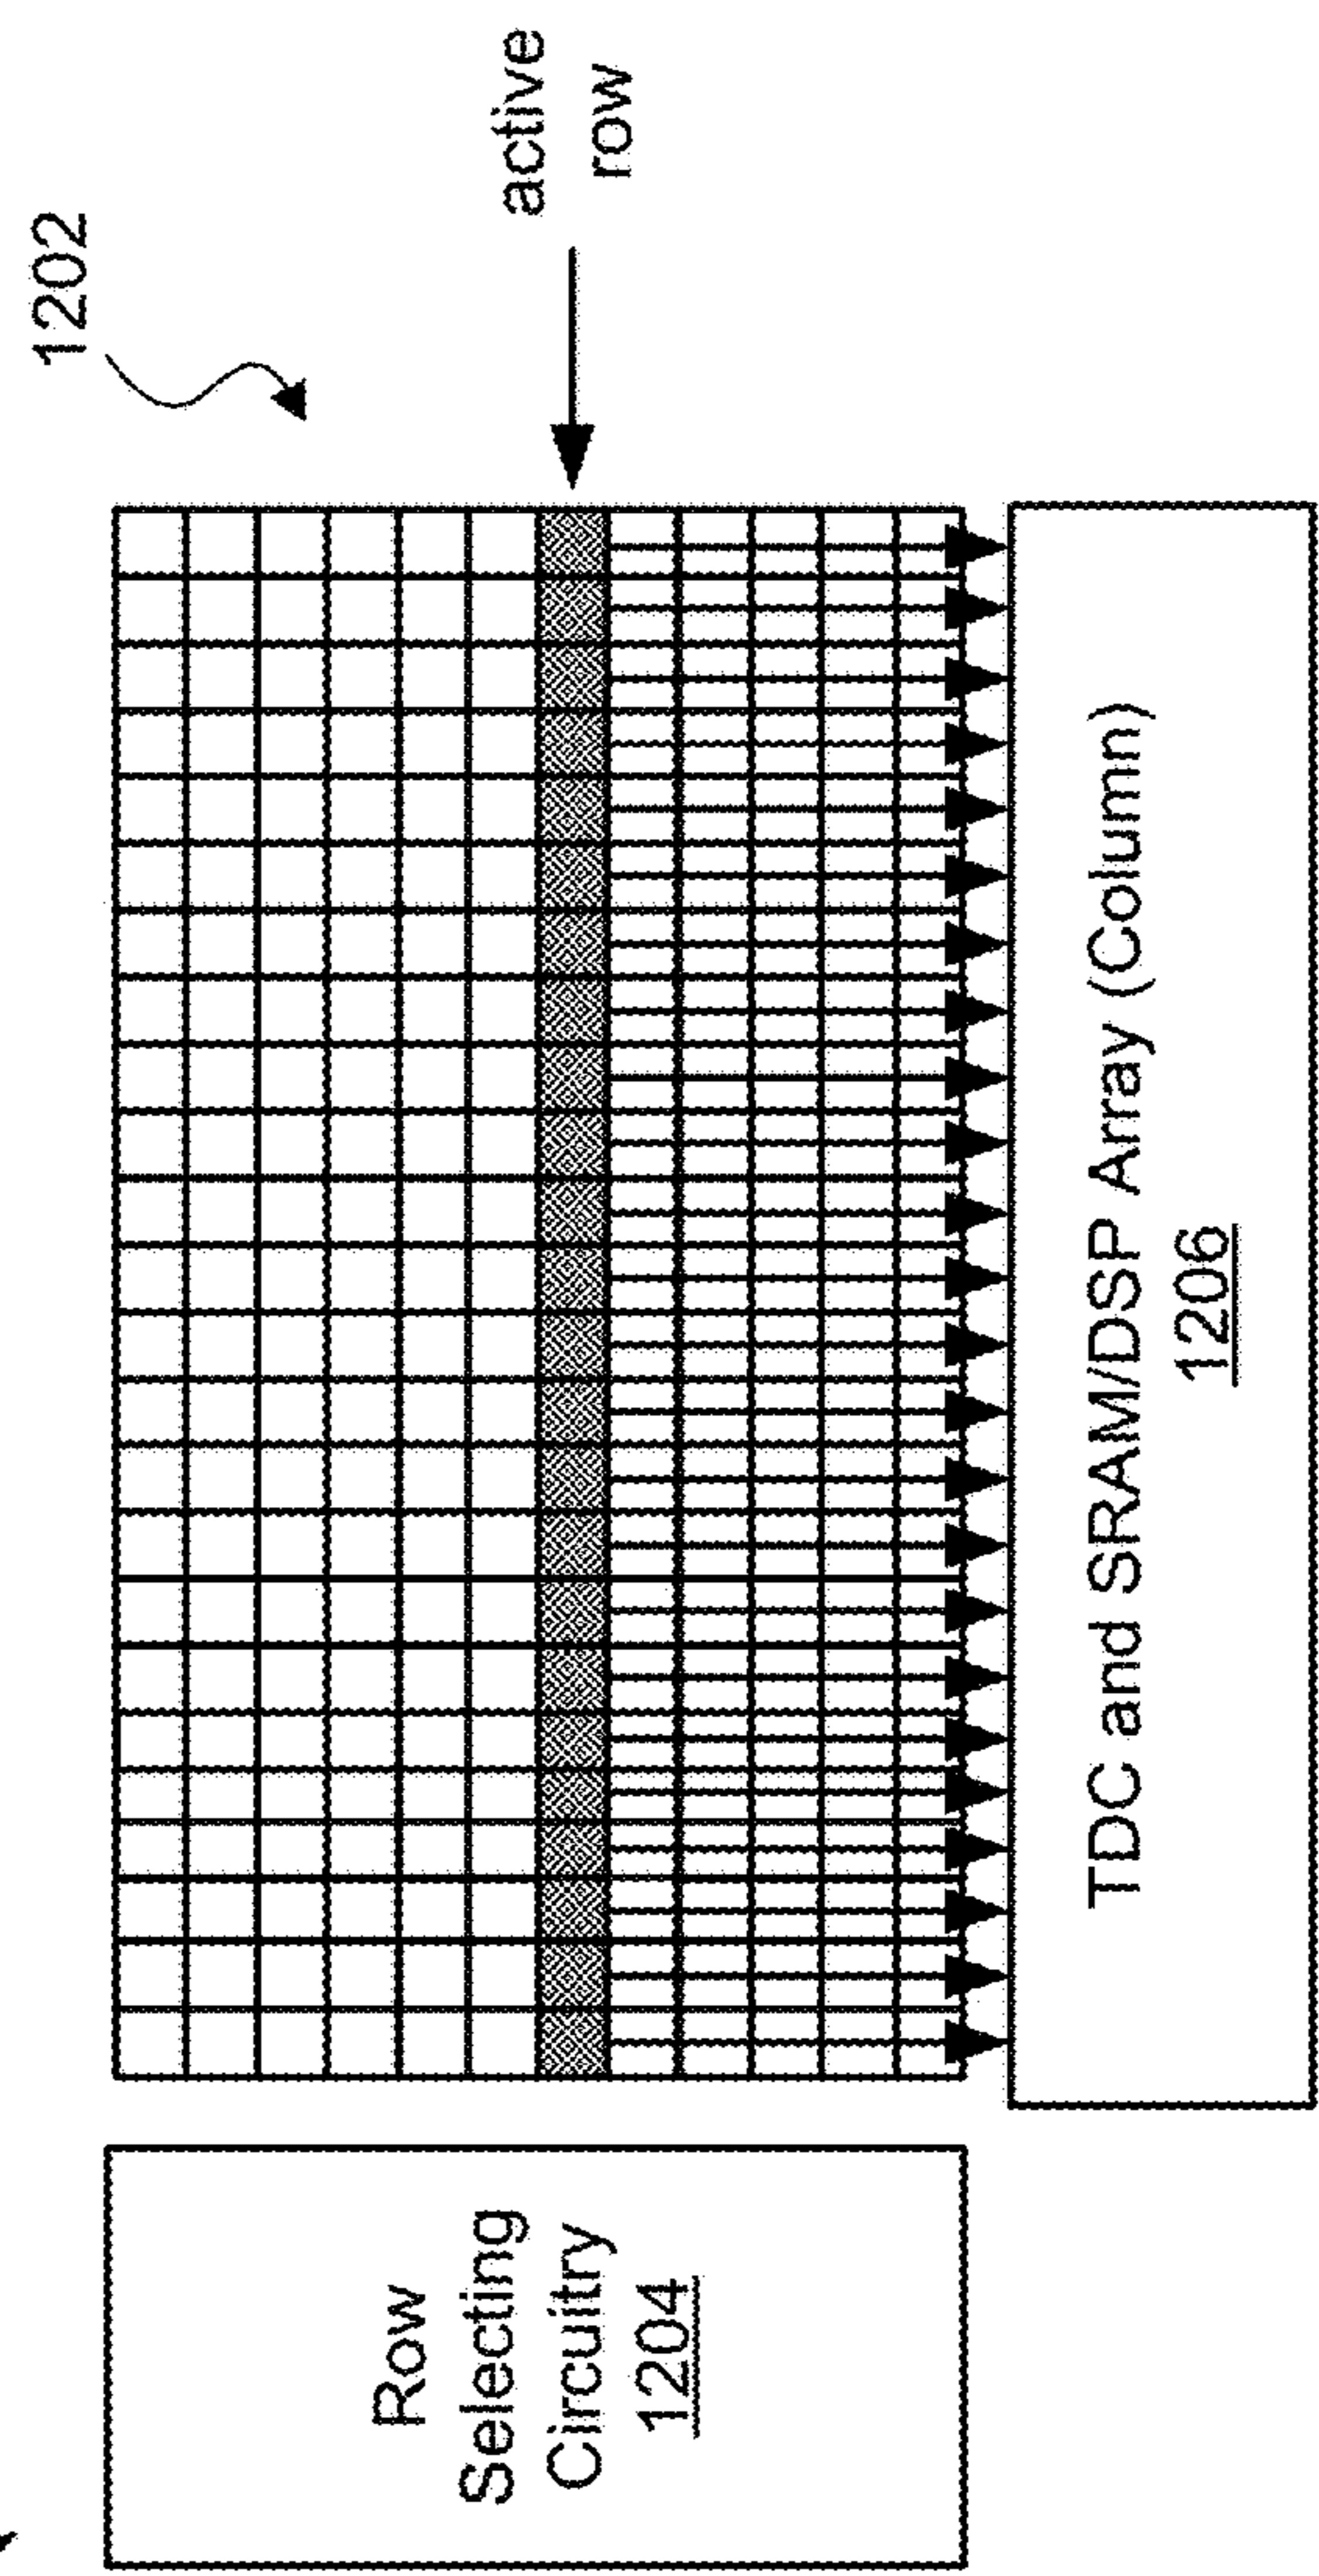 1202
active
row
Row
Selecting
Circuitry
1204
TDC and SRAM/DSP Array (Column)
1206